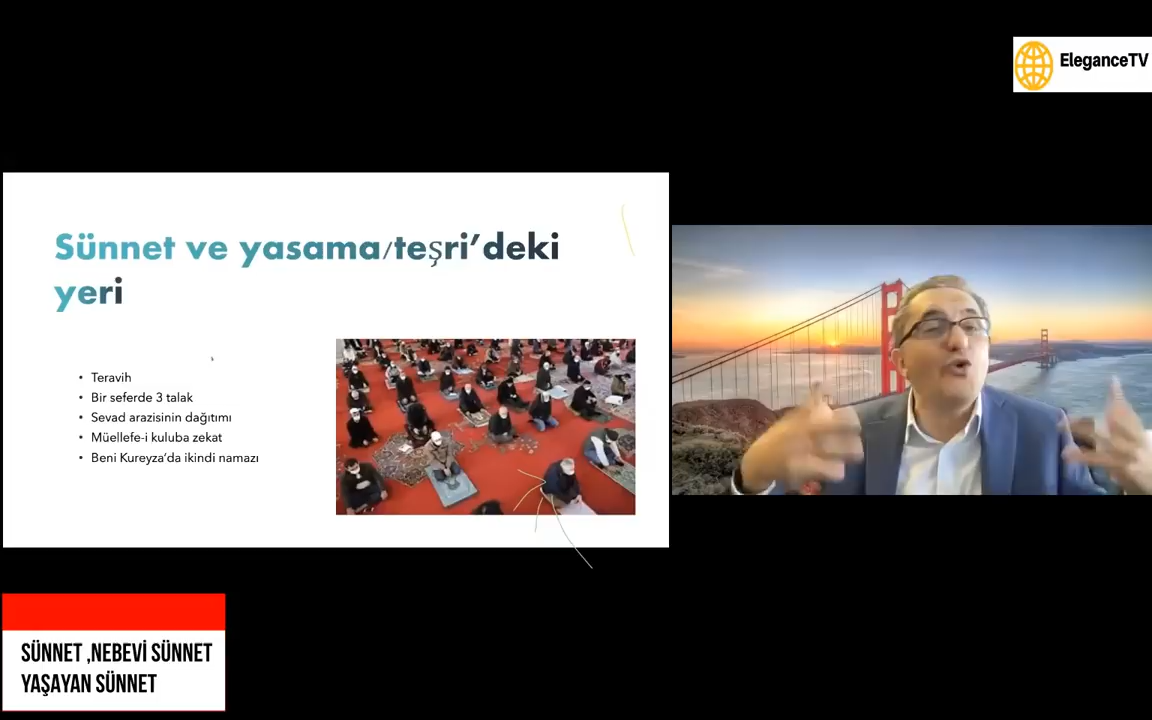 EleganceTV
Sünnet ve yasama/teşri’deki
yeri
• Teravih
• Bir seferde 3 talak
• Sevad arazisinin dağıtımı
• Müellefe-i kuluba zekat
• Beni Kureyza’da ikindi namazı
SÜNNET ,NEBEVİ SÜNNET
YAŞAYAN SÜNNET